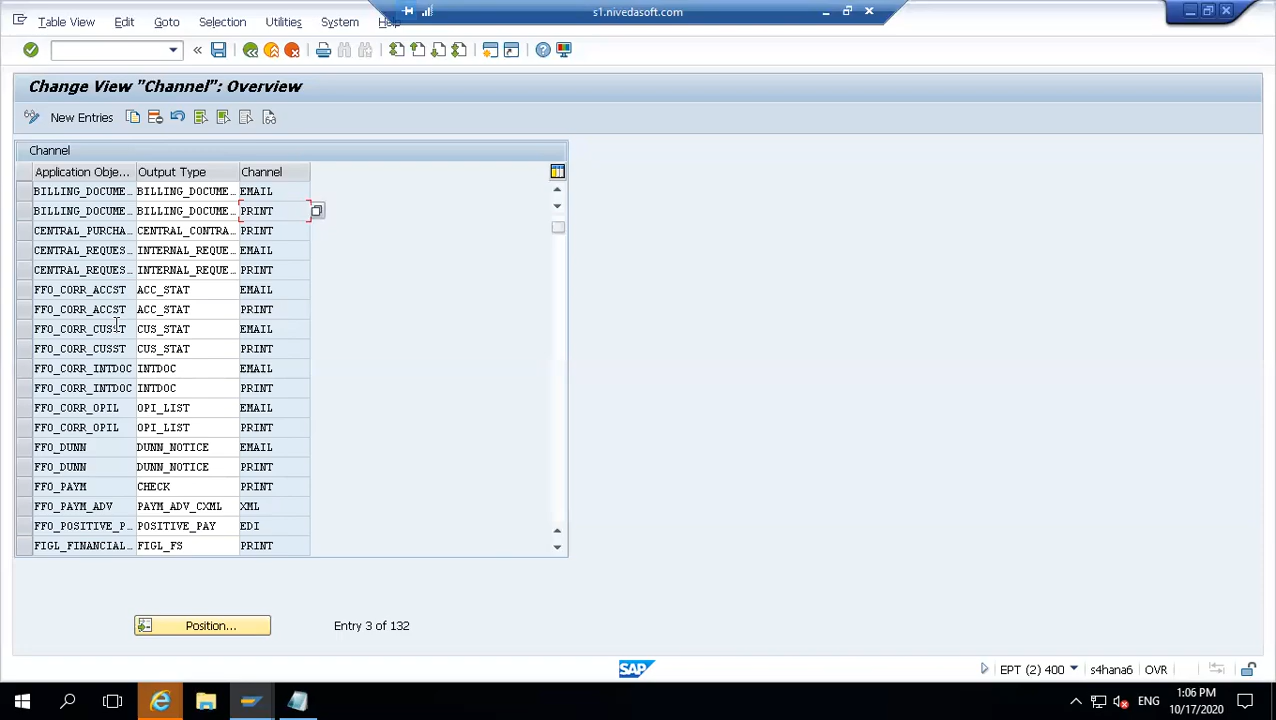 s1.nivedasoft.com
Table View Edit Goto Selection Utilities System Help
Change View "Channel": Overview
New Entries
Channel
Application Obje... Output Type Channel
BILLING_DOCUME... BILLING_DOCUME... EMAIL
BILLING_DOCUME... BILLING_DOCUME... PRINT
CENTRAL_PURCHA... CENTRAL_CONTRA... PRINT
CENTRAL_REQUES... INTERNAL_REQUE... EMAIL
CENTRAL_REQUES... INTERNAL_REQUE... PRINT
FFO_CORR_ACCST ACC_STAT EMAIL
FFO_CORR_ACCST ACC_STAT PRINT
FFO_CORR_CUSST CUS_STAT EMAIL
FFO_CORR_CUSST CUS_STAT PRINT
FFO_CORR_INTDOC INTDOC EMAIL
FFO_CORR_INTDOC INTDOC PRINT
FFO_CORR_OPIL OPI_LIST EMAIL
FFO_CORR_OPIL OPI_LIST PRINT
FFO_DUNN DUNN_NOTICE EMAIL
FFO_DUNN DUNN_NOTICE PRINT
FFO_PAYM CHECK PRINT
FFO_PAYM_ADV PAYM_ADV_CXML XML
FFO_POSITIVE_P... POSITIVE_PAY EDI
FIGL_FINANCIAL... FIGL_FS PRINT
Position... Entry 3 of 132
SAP EPT (2) 400 s4hana6 OVR
ENG 1:06 PM
10/17/2020